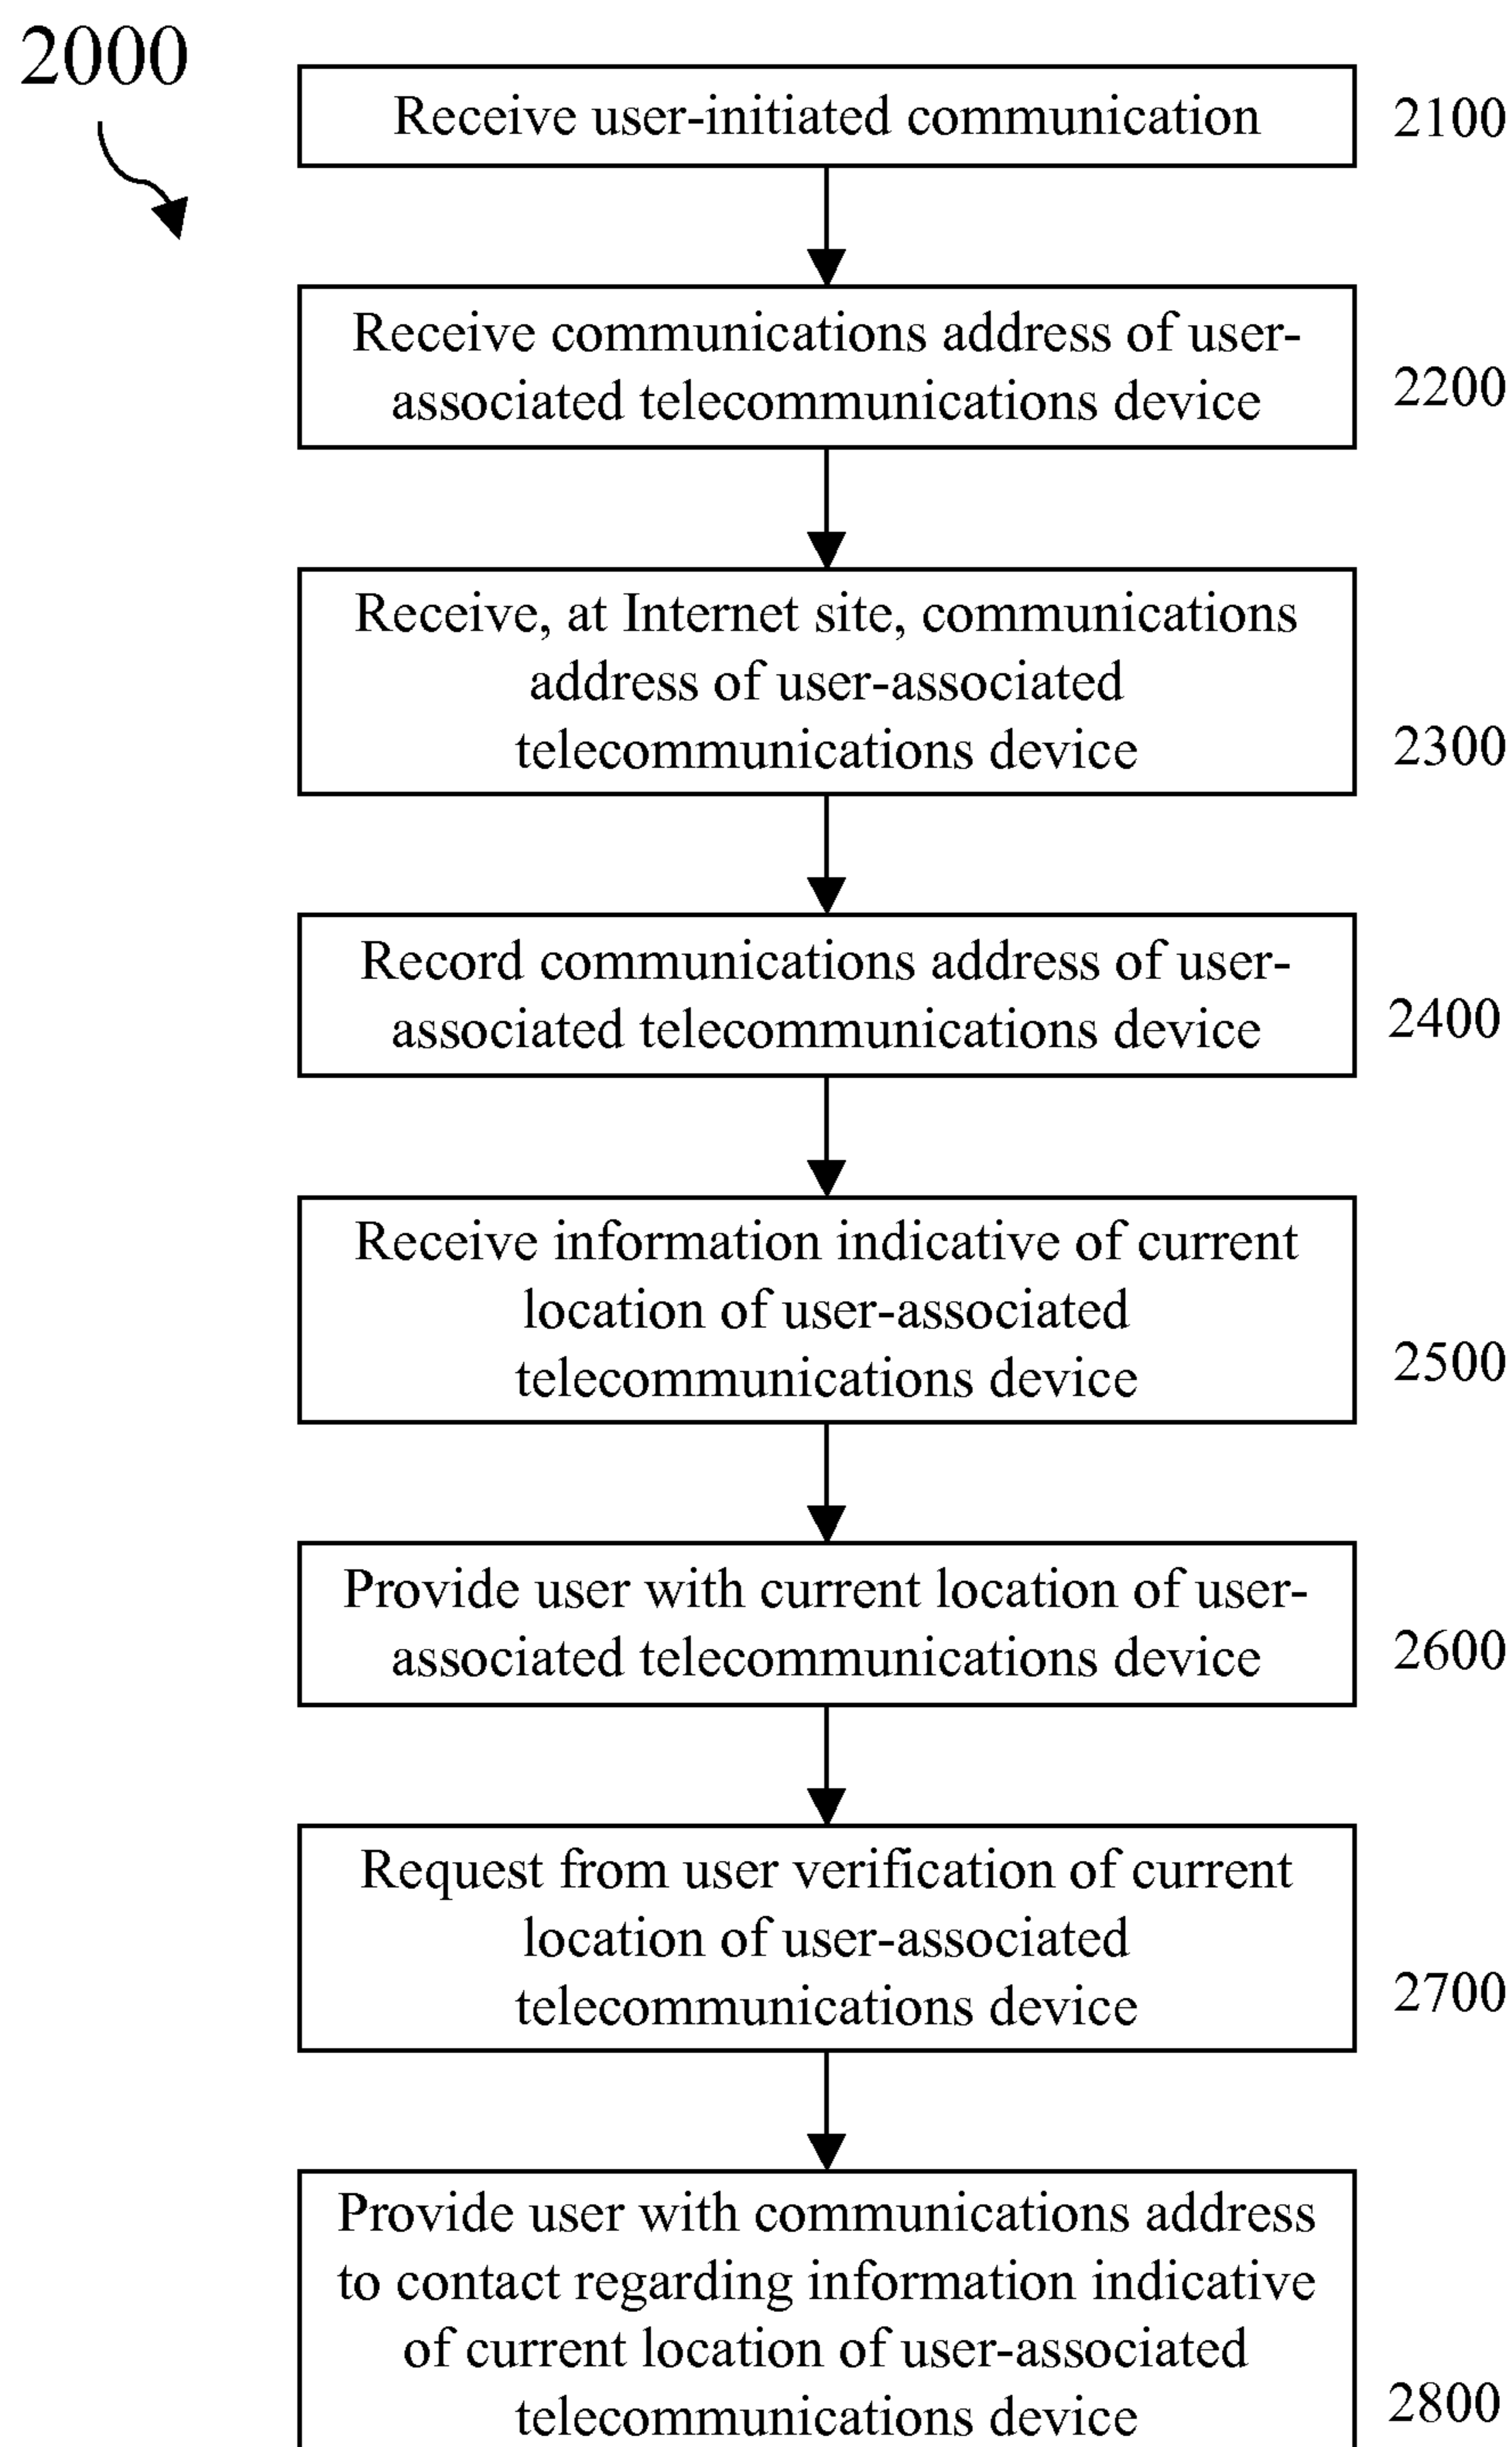 2000
Receive user-initiated communication
2100
Receive communications address of user-
associated telecommunications device
2200
Receive, at Internet site, communications
address of user-associated
telecommunications device
2300
Record communications address of user-
associated telecommunications device
2400
Receive information indicative of current
location of user-associated
telecommunications device
2500
Provide user with current location of user-
associated telecommunications device
2600
Request from user verification of current
location of user-associated
telecommunications device
2700
Provide user with communications address
to contact regarding information indicative
of current location of user-associated
telecommunications device
2800